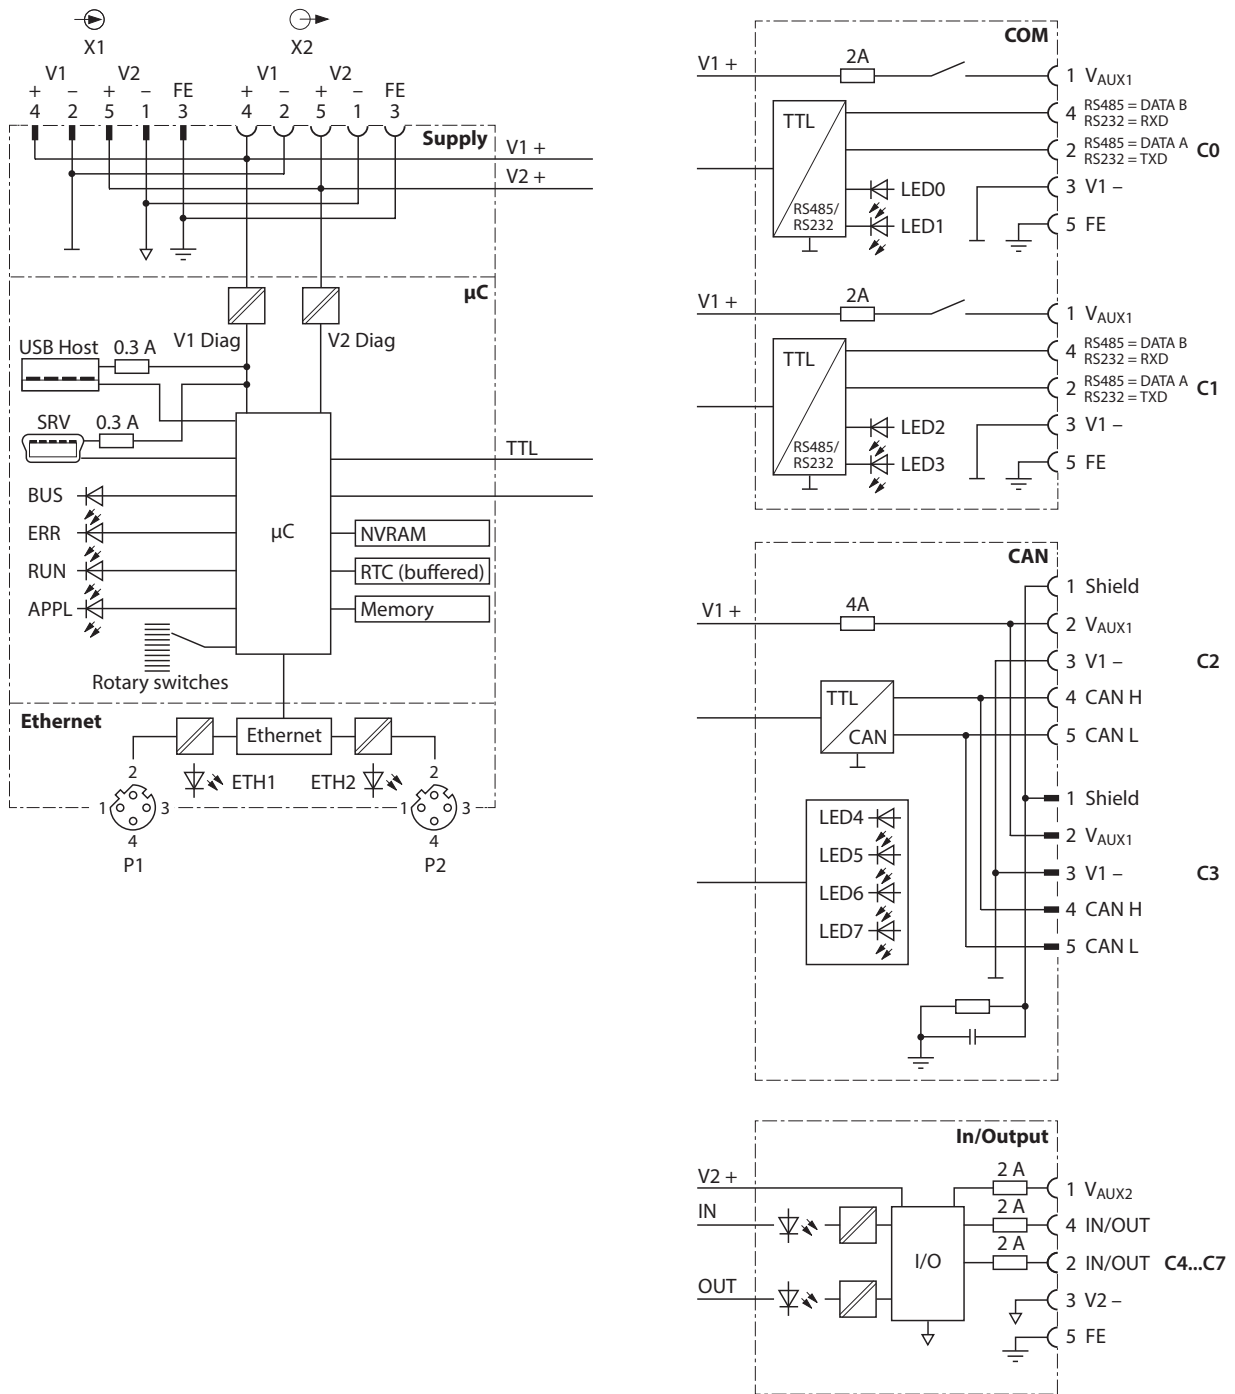 X1 X2
V1 V2 V1 V2
+ – + – FE + – + – FE
4 2 5 1 3 4 2 5 1 3
Supply
V1 +
V2 +
µC
V1 Diag
V2 Diag
USB Host 0.3 A
SRV 0.3 A
TTL
BUS
ERR
RUN
APPL
µC
NVRAM
RTC (buffered)
Memory
Rotary switches
Ethernet
Ethernet
ETH1
ETH2
2
1 3
4
P1
2
1 3
4
P2
COM
V1 +
2A
1 VAUX1
TTL
RS485/
RS232
4 RS485 = DATA B
RS232 = RXD
2 RS485 = DATA A
RS232 = TXD
C0
LED0
LED1
3 V1 –
5 FE
V1 +
2A
1 VAUX1
TTL
RS485/
RS232
4 RS485 = DATA B
RS232 = RXD
2 RS485 = DATA A
RS232 = TXD
C1
LED2
LED3
3 V1 –
5 FE
CAN
1 Shield
V1 +
4A
2 VAUX1
3 V1 –
C2
TTL
CAN
4 CAN H
5 CAN L
1 Shield
LED4
LED5
LED6
LED7
2 VAUX1
3 V1 –
C3
4 CAN H
5 CAN L
In/Output
V2 +
IN
OUT
I/O
2 A
1 VAUX2
2 A
4 IN/OUT
2 A
2 IN/OUT C4...C7
3 V2 –
5 FE